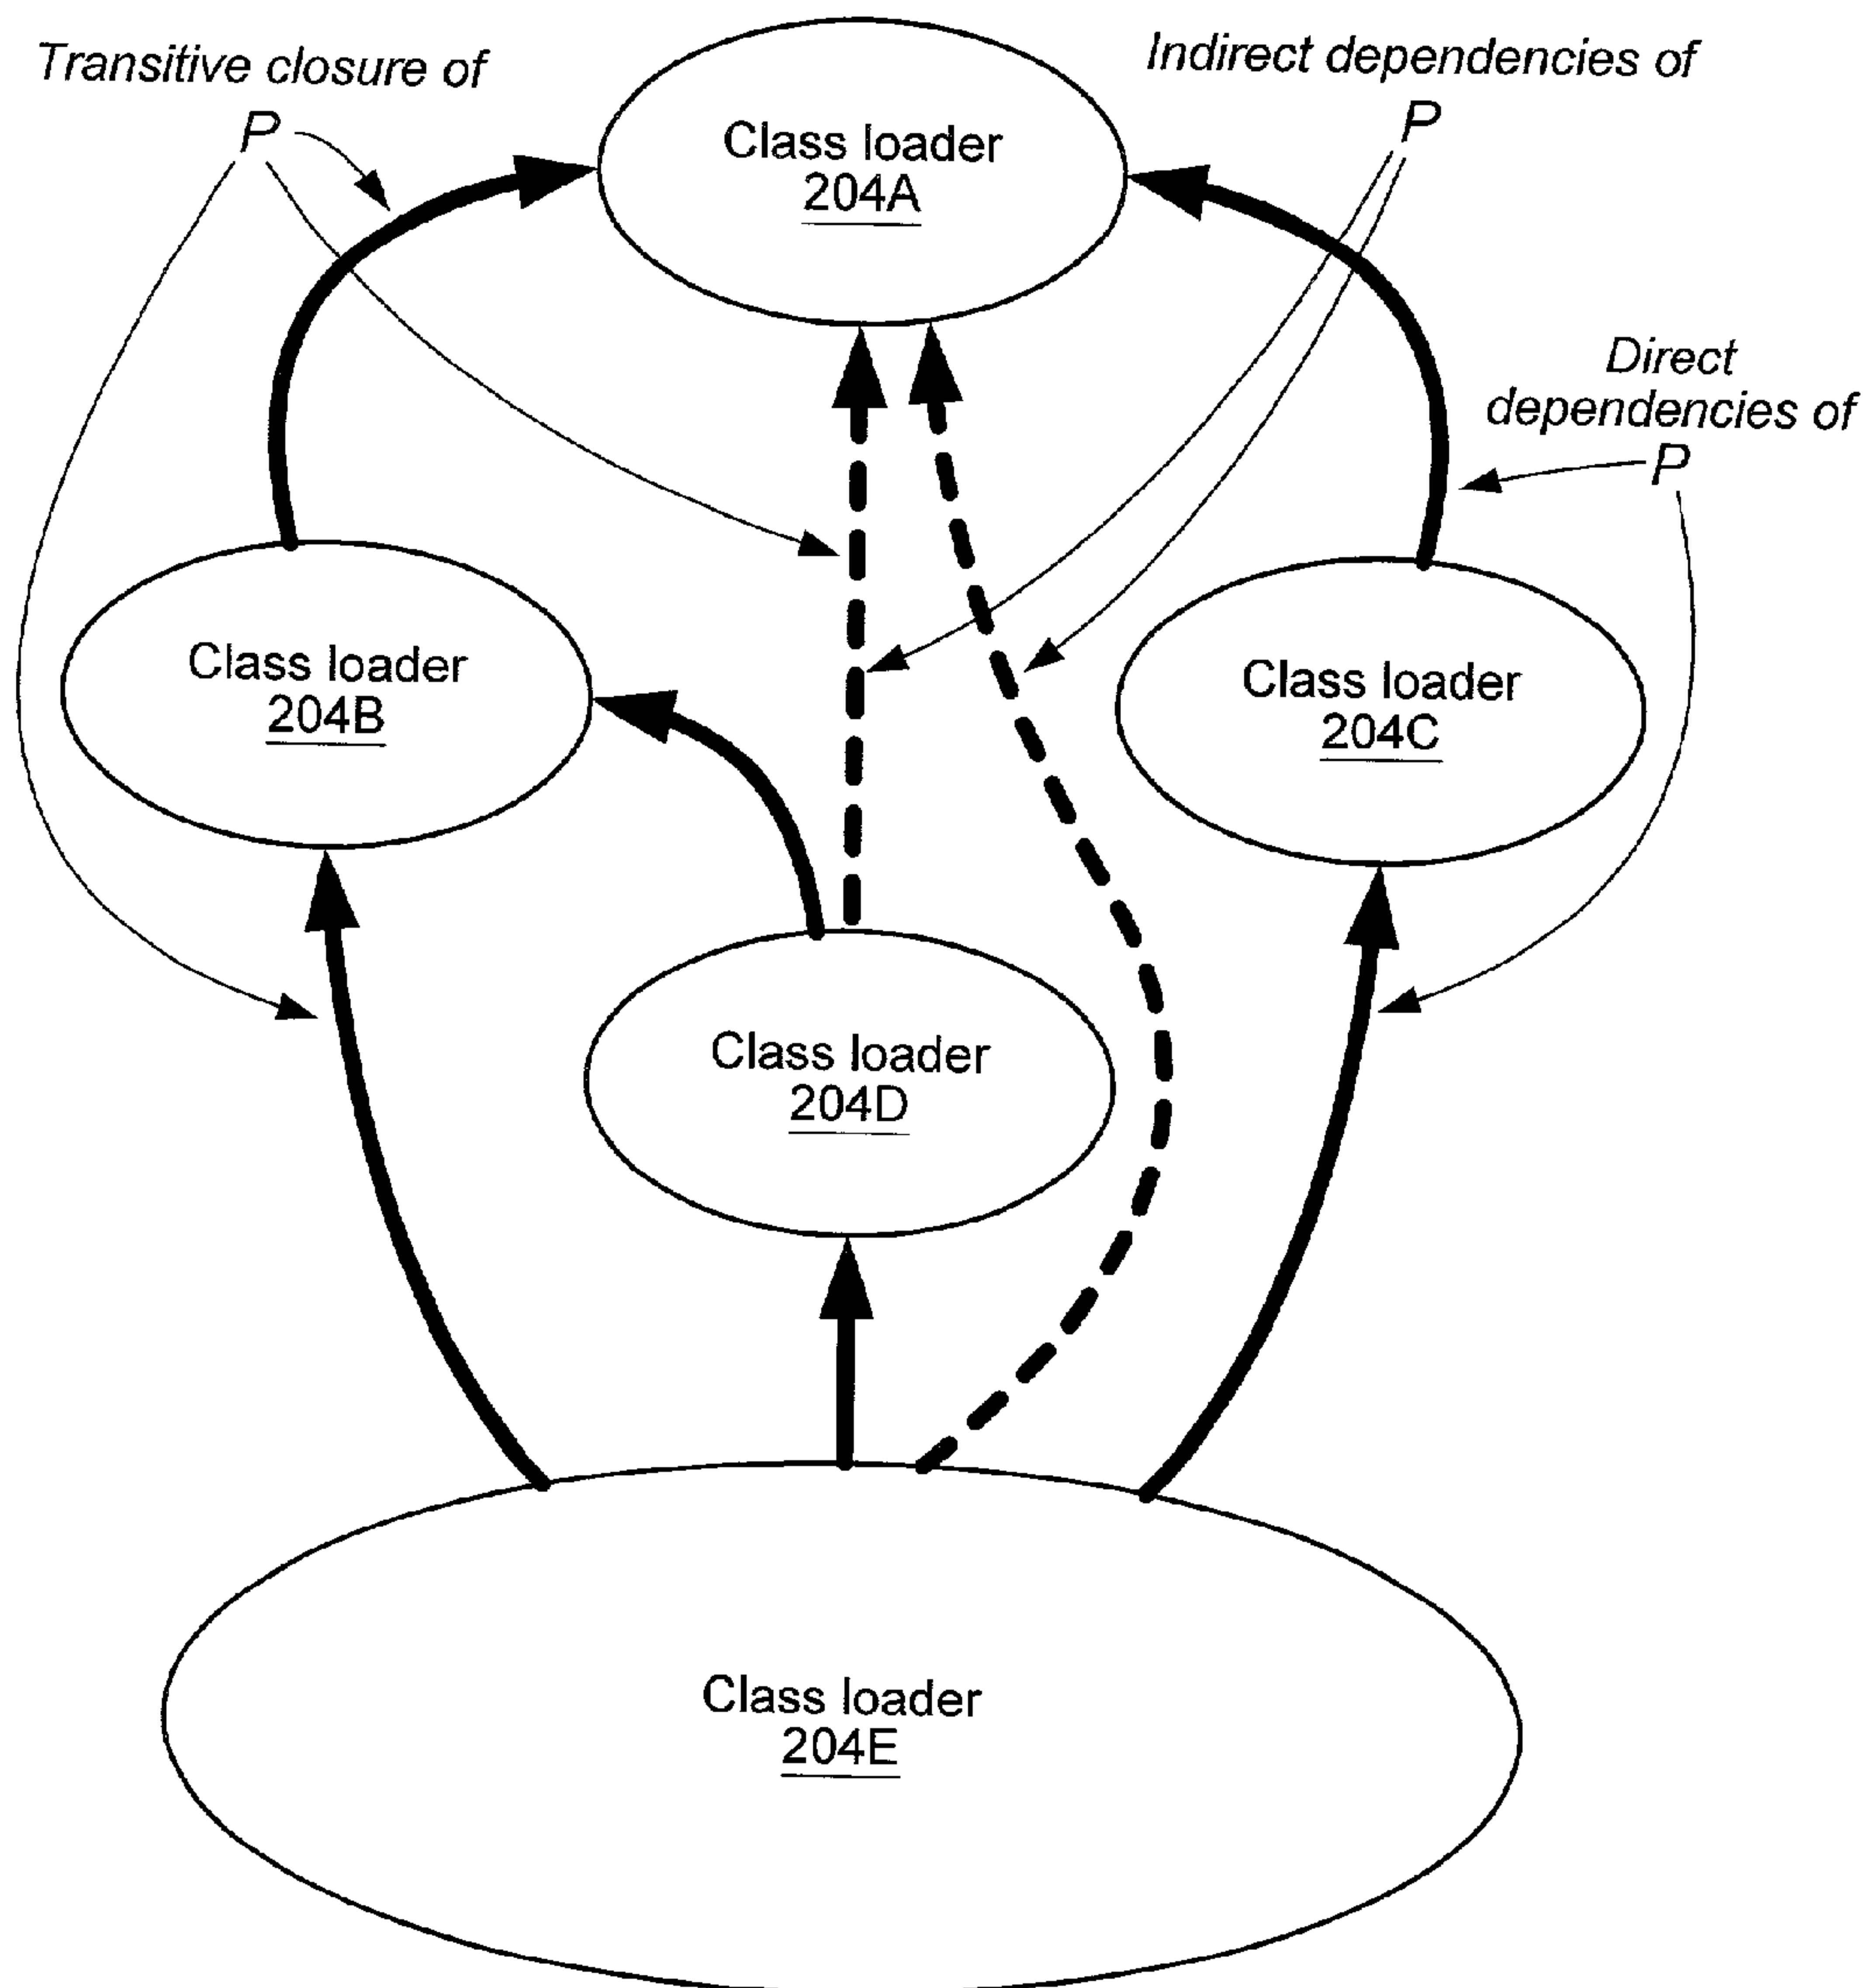 Transitive closure of
P
Indirect dependencies of
P
Class loader
204A
Direct
dependencies of
P
Class loader
204B
Class loader
204C
Class loader
204D
Class loader
204E